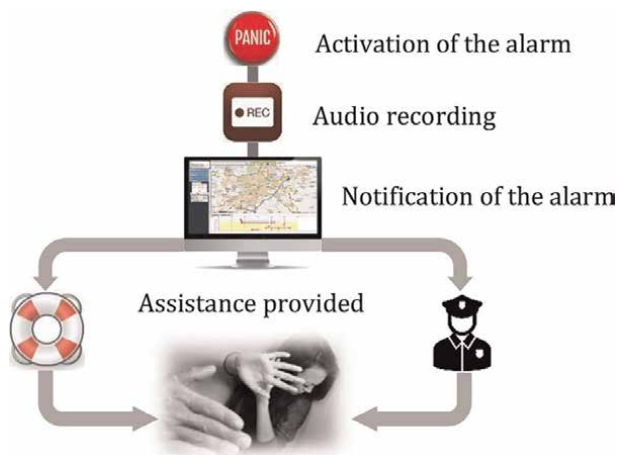 PANIC
Activation of the alarm
REC
Audio recording
Notification of the alarm
Assistance provided